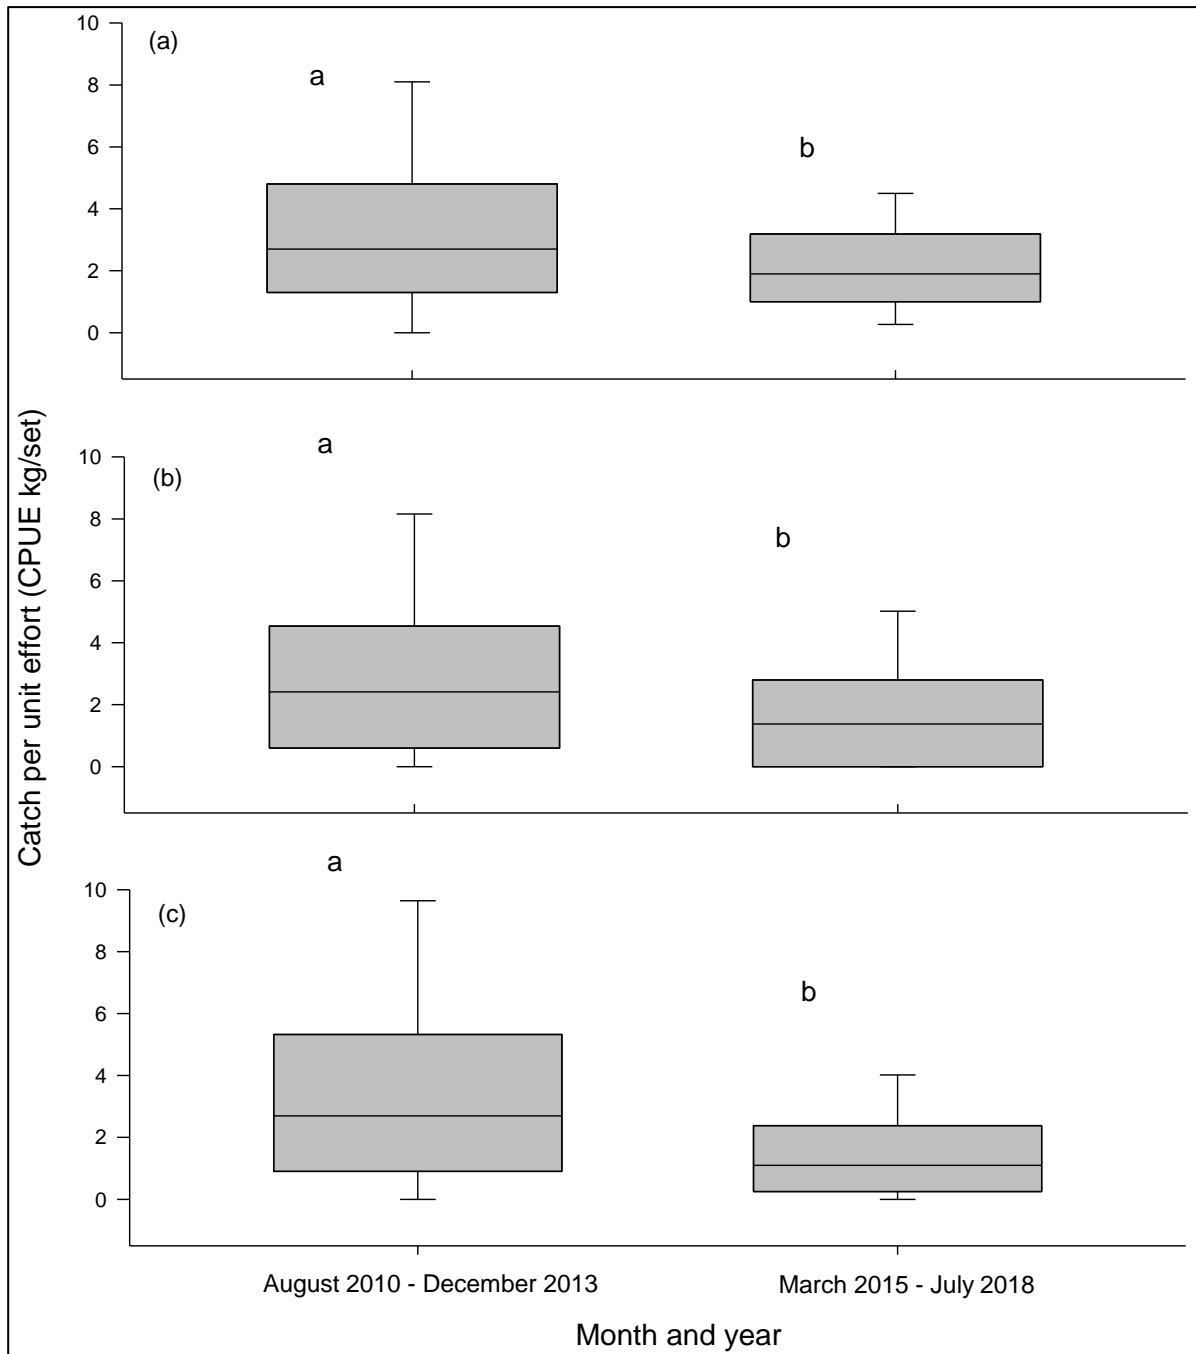 Catch per unit effort (CPUE kg/set)
(a)
10
8
6
4
2
0
a
b
(b)
10
8
6
4
2
0
a
b
(c)
10
8
6
4
2
0
a
b
August 2010 - December 2013
March 2015 - July 2018
Month and year